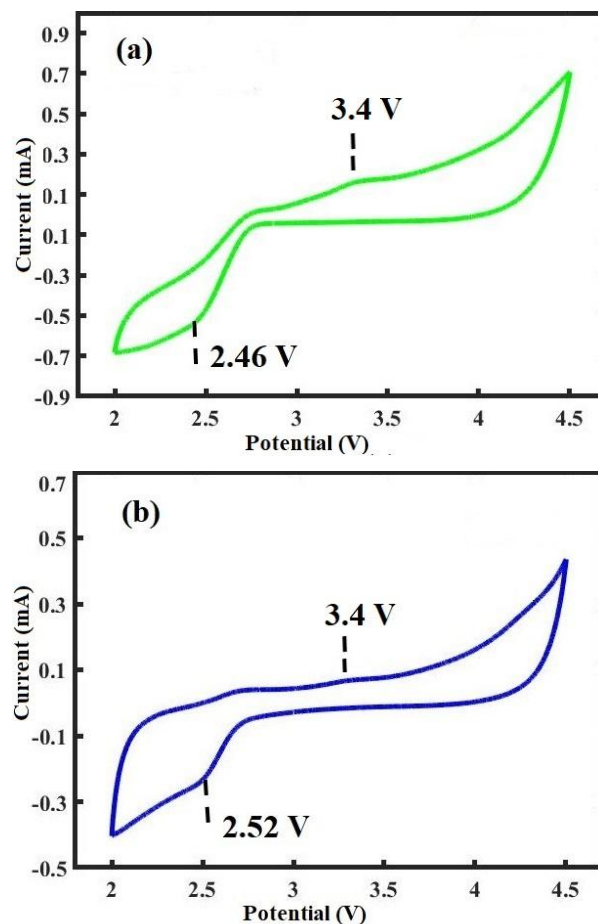 0.9
(a)
0.7
3.4 V
0.5
0.3
0.1
0.1
-0.3
-0.5
2.46 V
-0.7
-0.9
2 2.5 3 3.5 4 4.5
Current (mA)
Potential (V)
0.7
(b)
0.5
0.3
3.4 V
0.1
-0.1
-0.3
2.52 V
-0.5
2 2.5 3 3.5 4 4.5
Current (mA)
Potential (V)